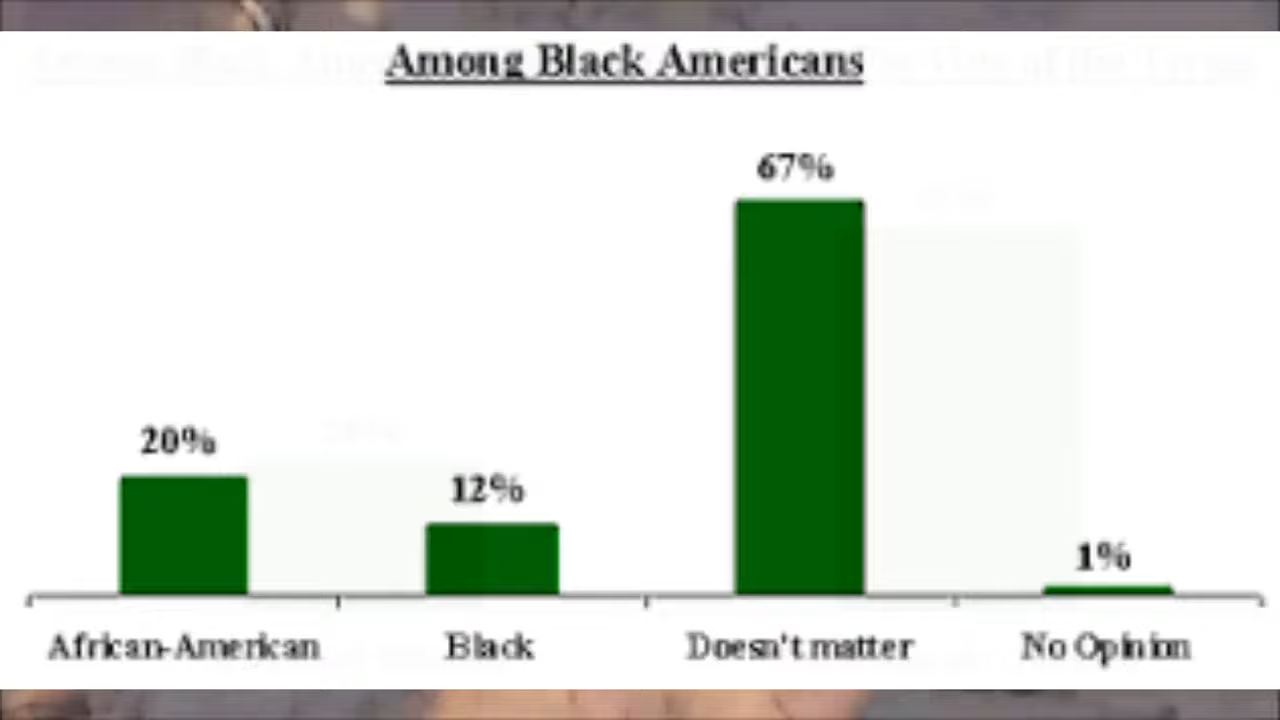 Among Black Americans
67%
20%
12%
1%
African-American Black Doesn't matter No Opinion